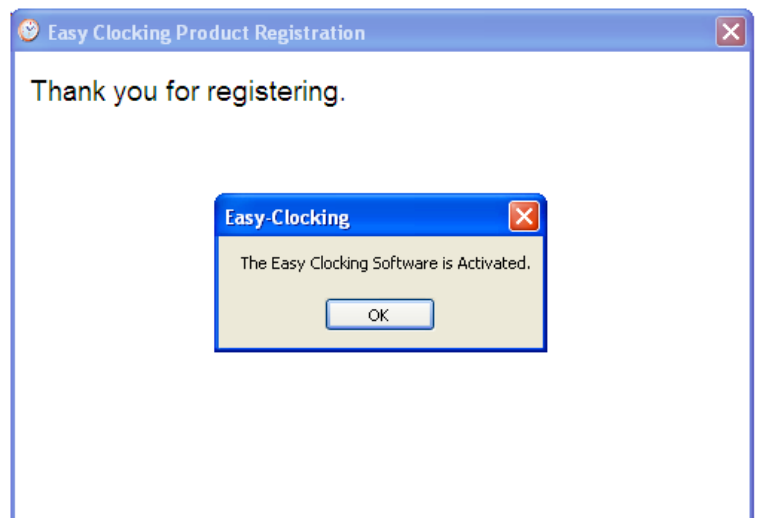 Easy Clocking Product Registration
Thank you for registering.
Easy-Clocking
The Easy Clocking Software is Activated.
OK